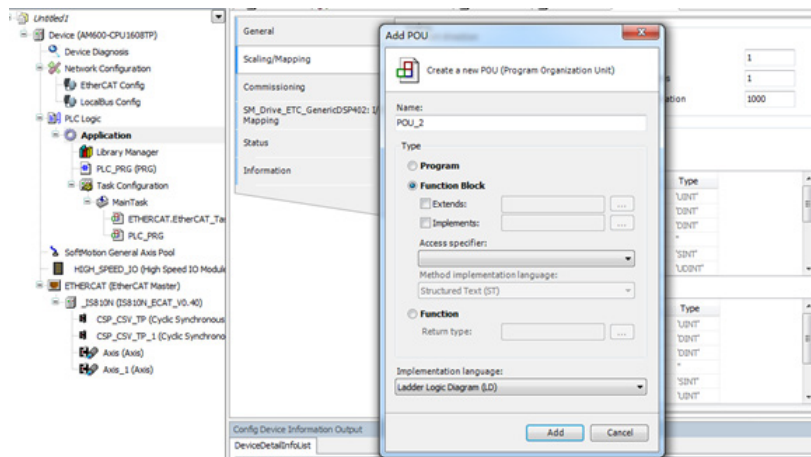 Untitled1
Device (AM600-CPU1608TP)
Device Diagnosis
Network Configuration
EtherCAT Config
LocalBus Config
PLC Logic
Application
Library Manager
PLC_PRG (PRG)
Task Configuration
MainTask
ETHERCAT.EtherCAT_Ta
PLC_PRG
SoftMotion General Axis Pool
HIGH_SPEED_IO (High Speed IO Module
ETHERCAT (EtherCAT Master)
_IS810N (IS810N_ECAT_V0.40)
CSP_CSV_TP (Cyclic Synchronous
CSP_CSV_TP_1 (Cyclic Synchrono
Axis (Axis)
Axis_1 (Axis)
General
Scaling/Mapping
Commissioning
SM_Drive_ETC_GenericDSP402: I/
Mapping
Status
Information
Config Device Information Output
DeviceDetailInfoList
Add POU
Create a new POU (Program Organization Unit)
Name:
POU_2
Type
Program
Function Block
Extends:
...
Implements:
...
Access specifier:
Method implementation language:
Structured Text (ST)
Function
Return type:
...
Implementation language:
Ladder Logic Diagram (LD)
Add
Cancel
1
s 1
ation 1000
Type
'UINT'
'DINT'
'DINT'
''
'SINT'
'UDINT'
Type
'UINT'
'DINT'
'DINT'
''
'SINT'
'UINT'